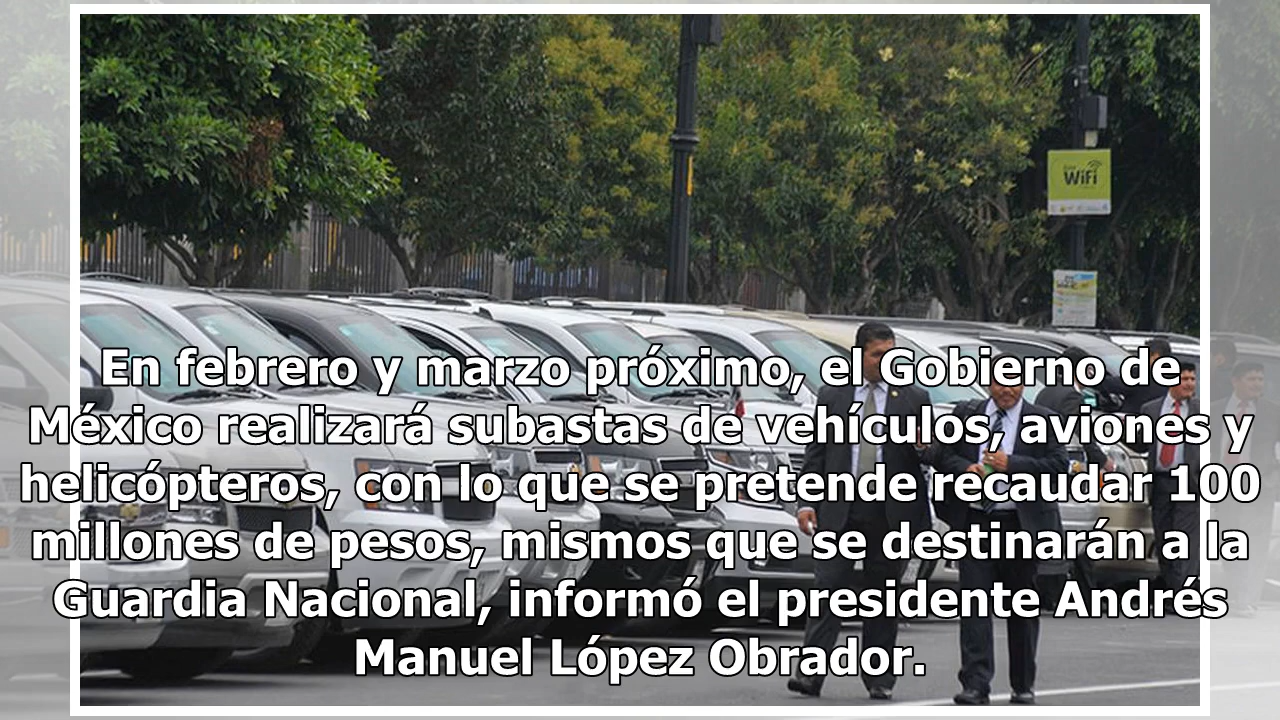 WiFi
En febrero y marzo próximo, el Gobierno de
México realizará subastas de vehículos, aviones y
helicópteros, con lo que se pretende recaudar 100
millones de pesos, mismos que se destinarán a la
Guardia Nacional, informó el presidente Andrés
Manuel López Obrador.